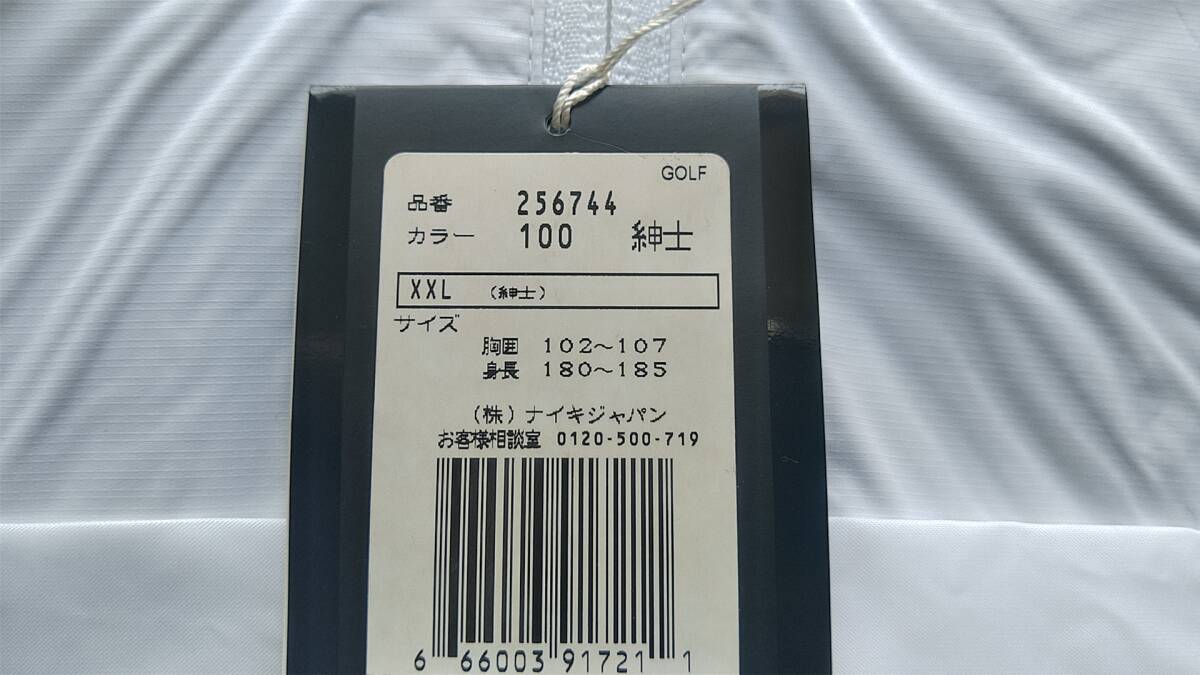 GOLF
品番 256744
カラー 100 紳士
XXL (紳士)
サイズ
胸囲 102~107
身長 180~185
(株)ナイキジャパン
お客様相談室 0120-500-719
6 66003 91721 1